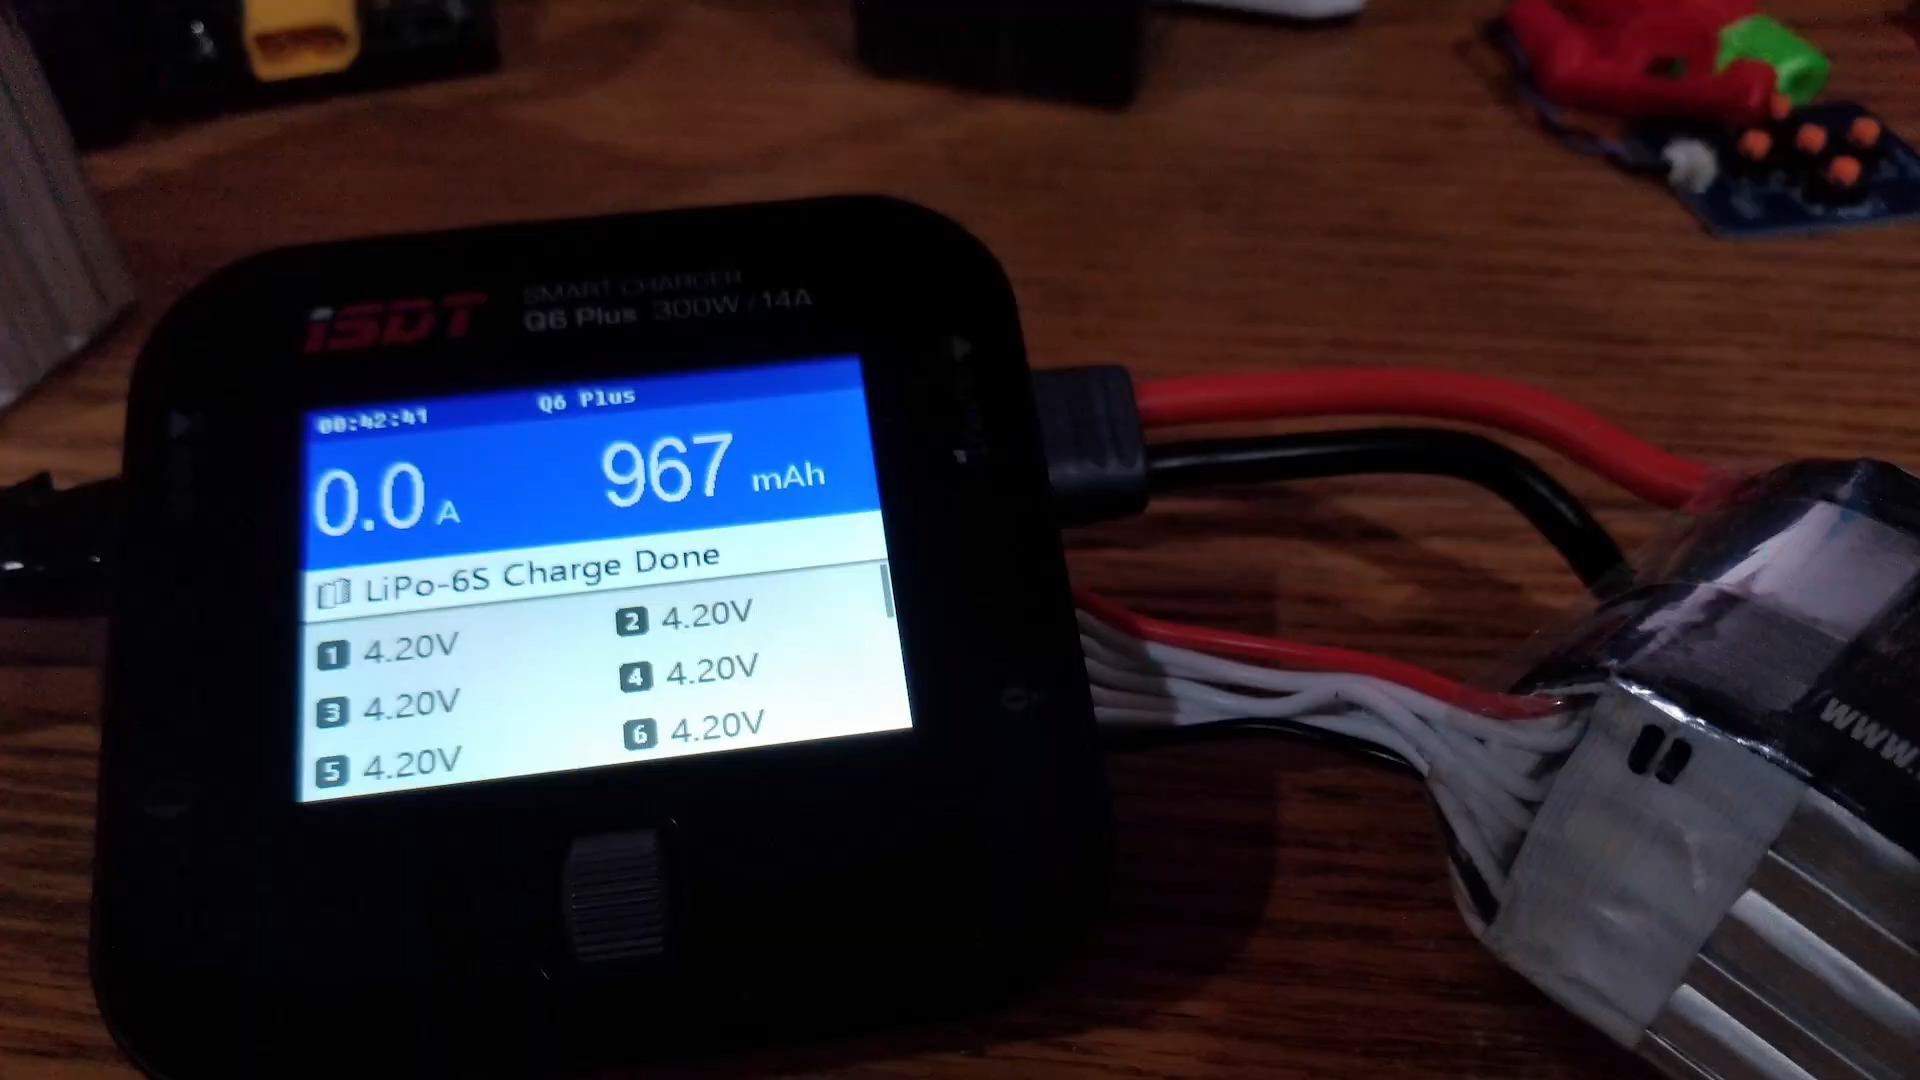 iSDT
SMART CHARGER
Q6 Plus 300W / 14A
00:42:41 Q6 Plus
0.0 A 967 mAh
LiPo-6S Charge Done
1 4.20V 2 4.20V
3 4.20V 4 4.20V
5 4.20V 6 4.20V
www.